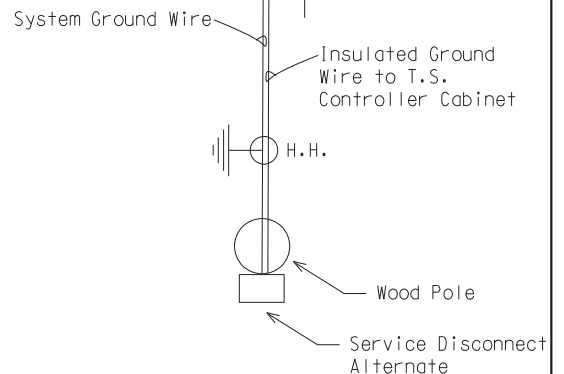 System Ground Wire
Insulated Ground
Wire to T.S.
Controller Cabinet
H.H.
Wood Pole
Service Disconnect
Alternate